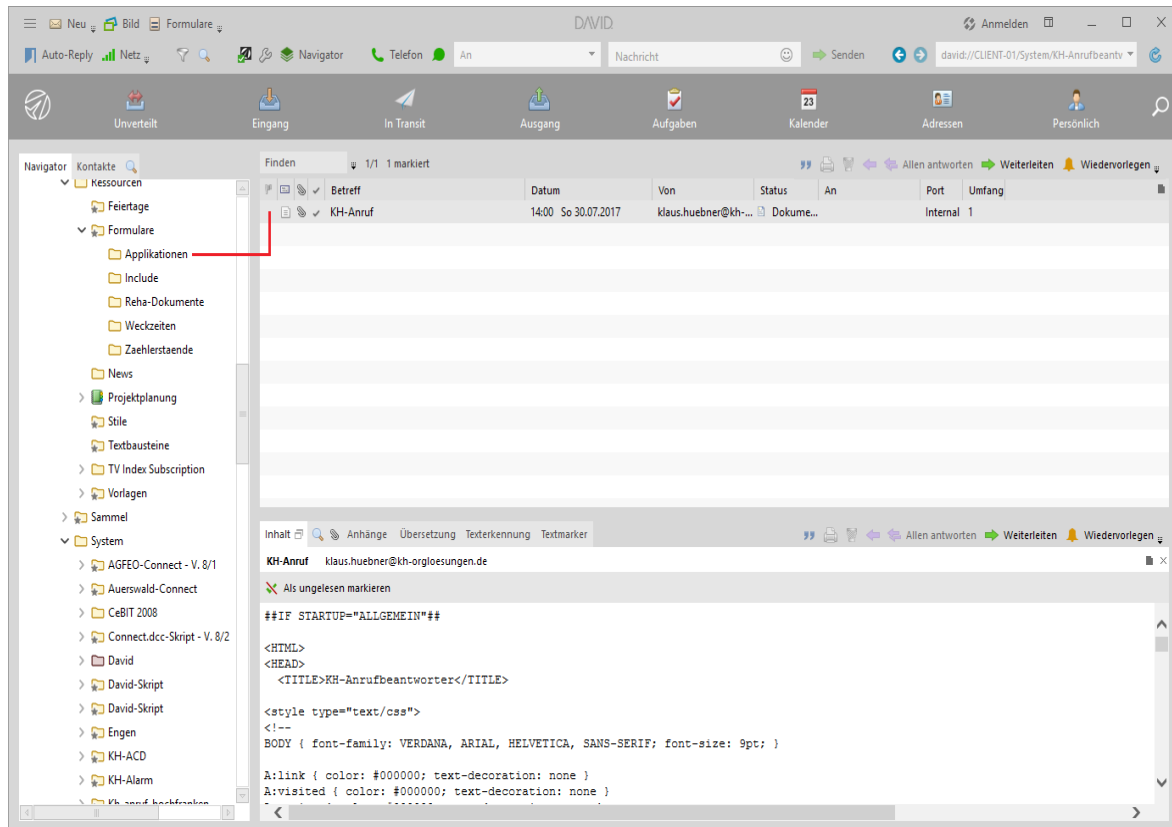 Neu Bild Formulare DAVID Anmelden
Auto-Reply Netz Navigator Telefon An Nachricht Senden david://CLIENT-01/System/KH-Anrufbeantv
Unverteilt Eingang In Transit Ausgang Aufgaben 23 Kalender Adressen Persönlich
Navigator Kontakte
Ressourcen
Feiertage
Formulare
Applikationen
Include
Reha-Dokumente
Weckzeiten
Zaehlerstaende
News
Projektplanung
Stile
Textbausteine
TV Index Subscription
Vorlagen
Sammel
System
AGFEO-Connect - V. 8/1
Auerswald-Connect
CeBIT 2008
Connect.dcc-Skript - V. 8/2
David
David-Skript
David-Skript
Engen
KH-ACD
KH-Alarm
Finden 1/1 1 markiert Allen antworten Weiterleiten Wiedervorlegen
Betreff Datum Von Status An Port Umfang
KH-Anruf 14:00 So 30.07.2017 klaus.huebner@kh-... Dokume... Internal 1
Inhalt Anhänge Übersetzung Texterkennung Textmarker Allen antworten Weiterleiten Wiedervorlegen
KH-Anruf klaus.huebner@kh-orgloesungen.de
Als ungelesen markieren
##IF STARTUP="ALLGEMEIN"##
<HTML>
<HEAD>
<TITLE>KH-Anrufbeantworter</TITLE>
<style type="text/css">
<!--
BODY { font-family: VERDANA, ARIAL, HELVETICA, SANS-SERIF; font-size: 9pt; }
A:link { color: #000000; text-decoration: none }
A:visited { color: #000000; text-decoration: none }